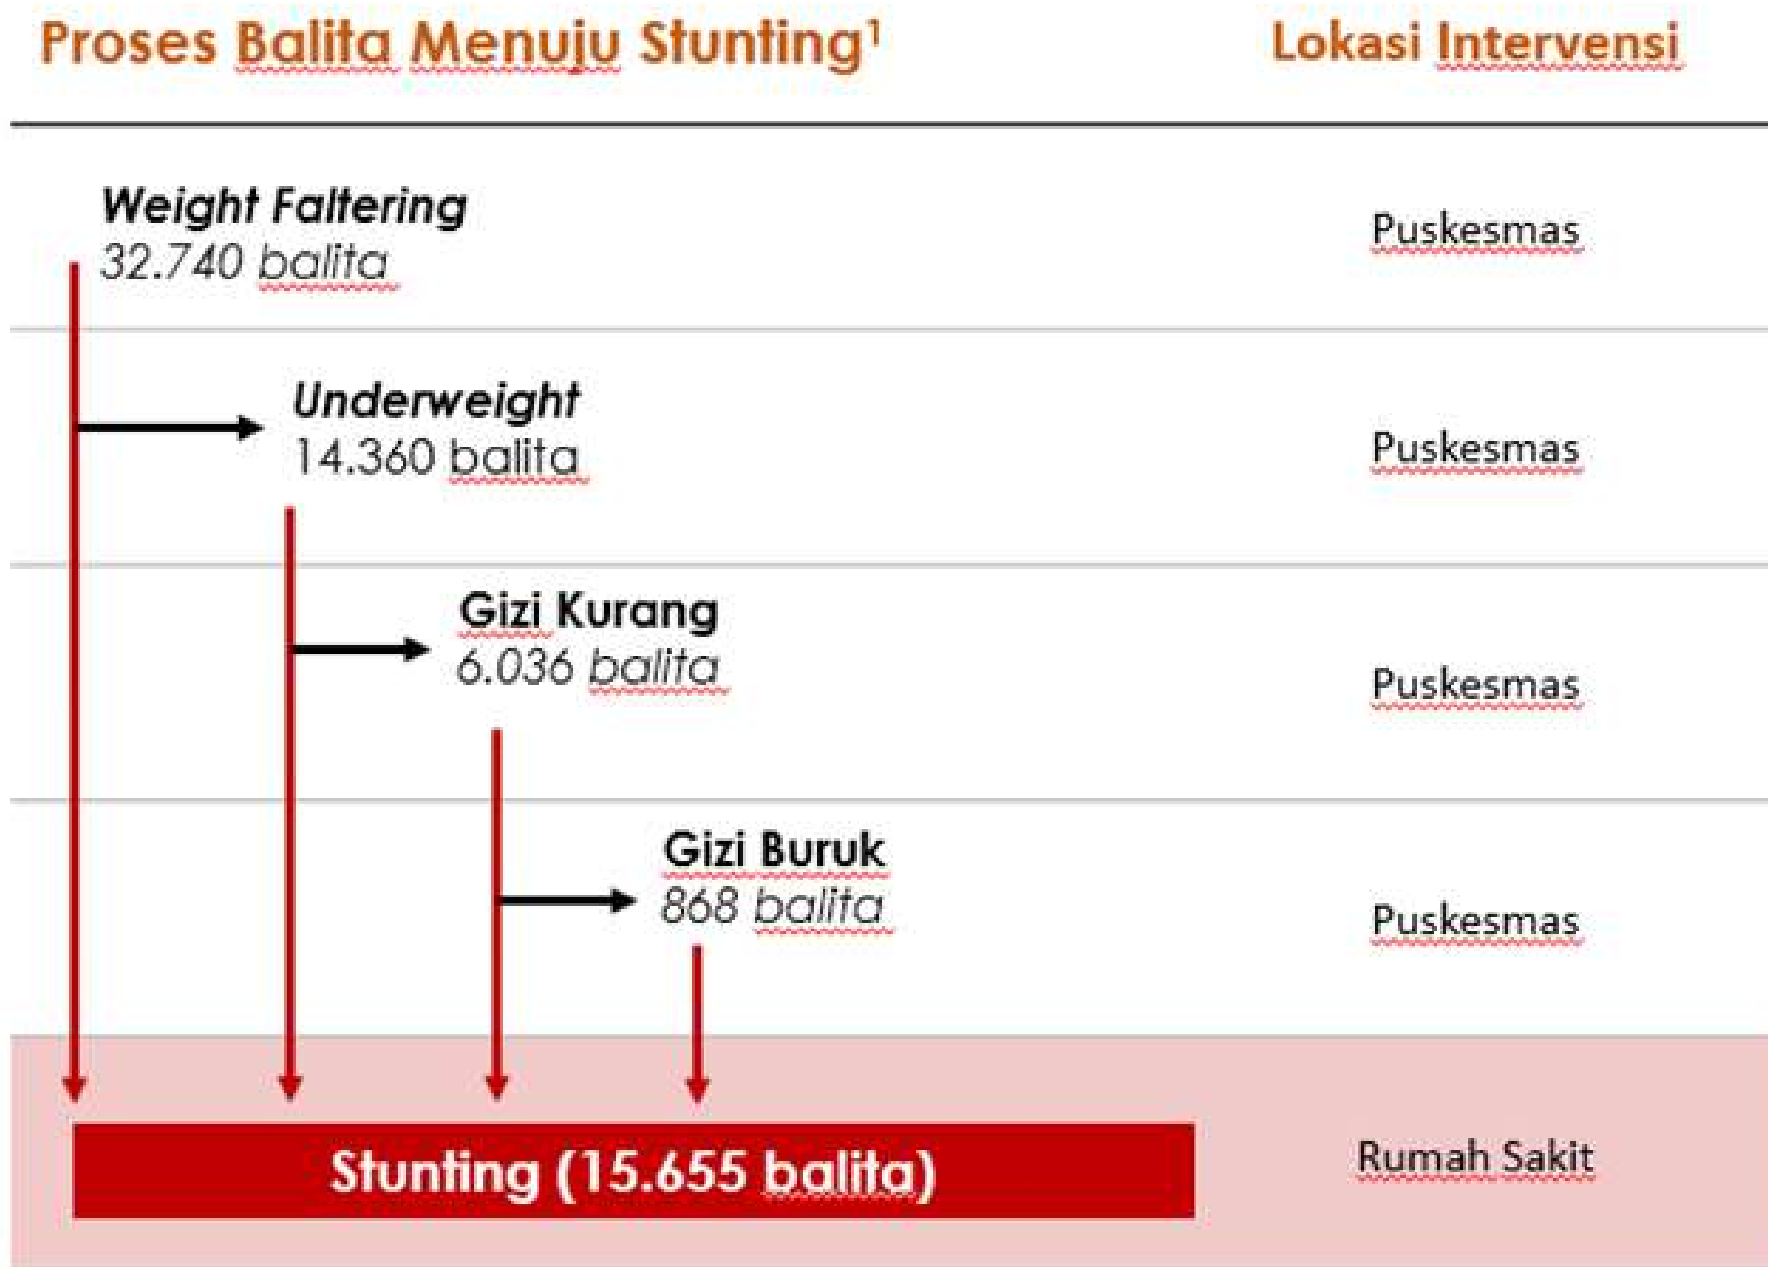 Proses Balita Menuju Stunting¹
Lokasi Intervensi
Weight Faltering
32.740 balita
Puskesmas
Underweight
14.360 balita
Puskesmas
Gizi Kurang
6.036 balita
Puskesmas
Gizi Buruk
868 balita
Puskesmas
Stunting (15.655 balita)
Rumah Sakit